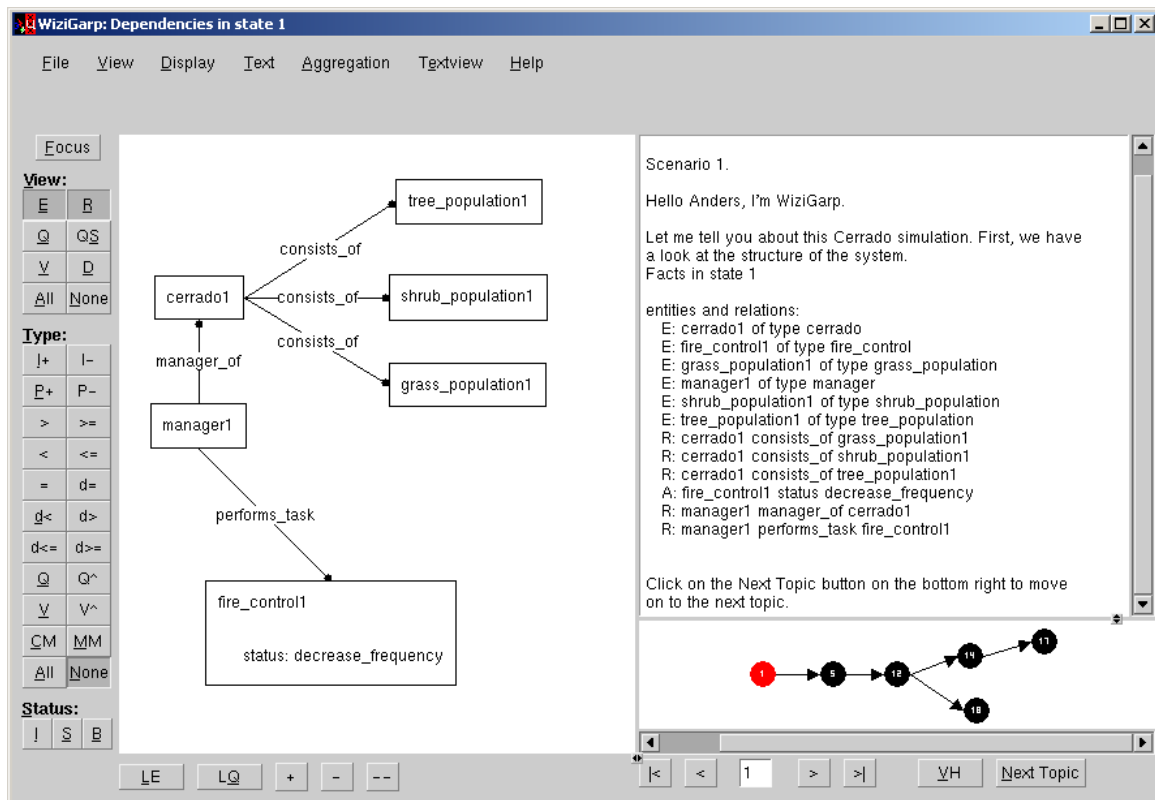 WiziGarp: Dependencies in state 1
File View Display Text Aggregation Textview Help
Focus
View:
E R
Q QS
V D
All None
Type:
I+ I-
P+ P-
> >=
< <=
= d=
d< d>
d<= d>=
Q Q^
V V^
CM MM
All None
Status:
I S B
tree_population1
consists_of
cerrado1
consists_of
shrub_population1
consists_of
manager_of
grass_population1
manager1
performs_task
fire_control1
status: decrease_frequency
LE LQ + - --
Scenario 1.
Hello Anders, I'm WiziGarp.
Let me tell you about this Cerrado simulation. First, we have
a look at the structure of the system.
Facts in state 1
entities and relations:
E: cerrado1 of type cerrado
E: fire_control1 of type fire_control
E: grass_population1 of type grass_population
E: manager1 of type manager
E: shrub_population1 of type shrub_population
E: tree_population1 of type tree_population
R: cerrado1 consists_of grass_population1
R: cerrado1 consists_of shrub_population1
R: cerrado1 consists_of tree_population1
A: fire_control1 status decrease_frequency
R: manager1 manager_of cerrado1
R: manager1 performs_task fire_control1
Click on the Next Topic button on the bottom right to move
on to the next topic.
1 5 12 14 17
18
|< < 1 > >| VH Next Topic